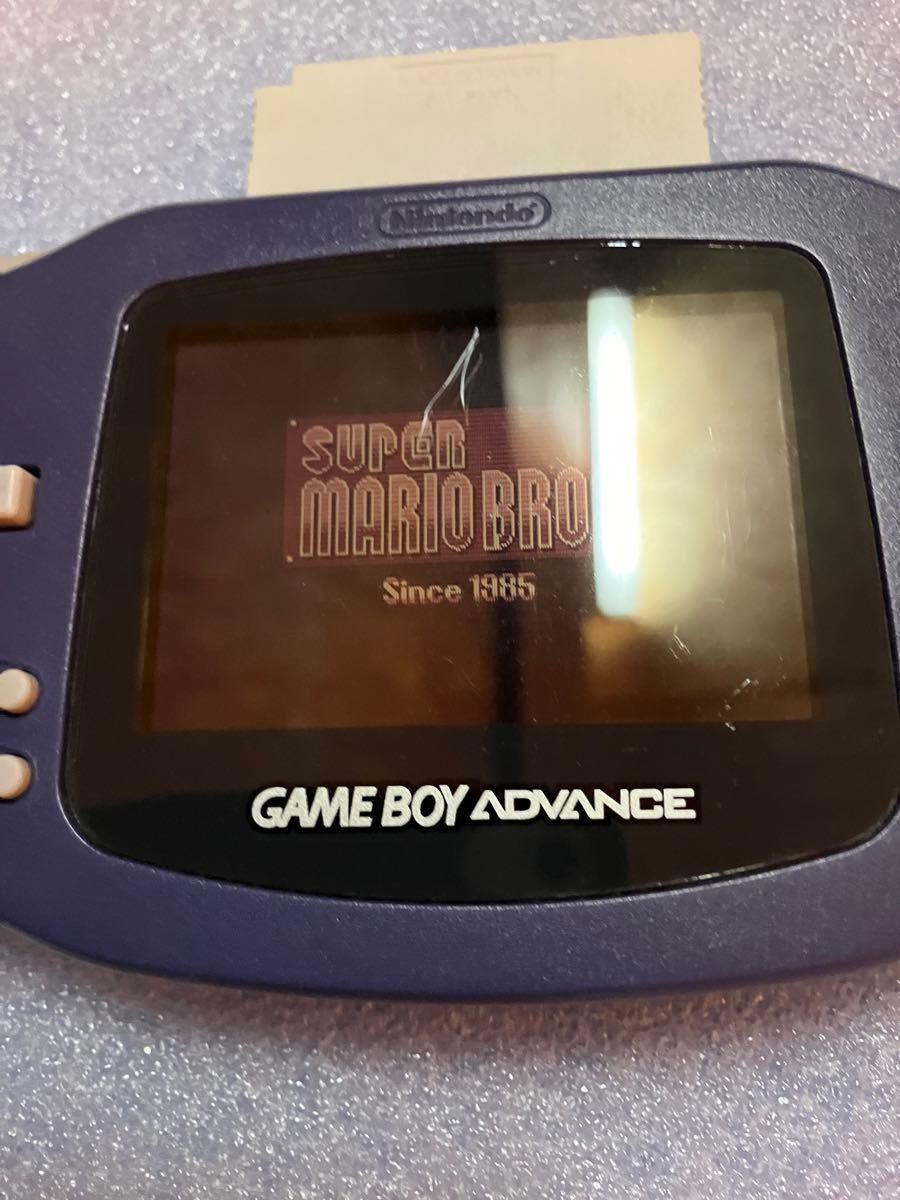 Nintendo®
SUPER
MARIO BRO
Since 1985
GAME BOY ADVANCE